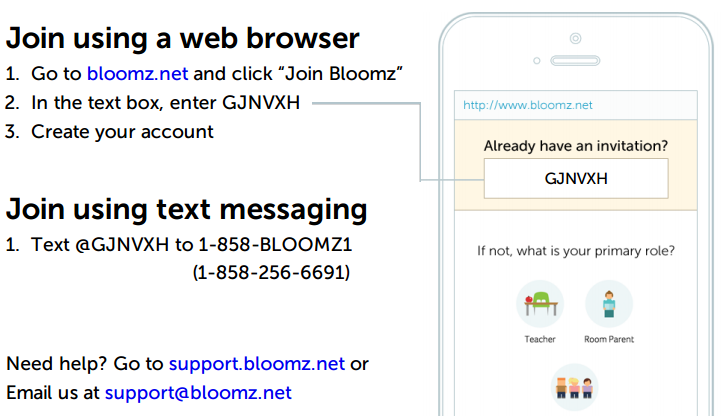 Join using a web browser
1. Go to bloomz.net and click “Join Bloomz”
2. In the text box, enter GJNVXH
3. Create your account
Join using text messaging
1. Text @GJNVXH to 1-858-BLOOMZ1
(1-858-256-6691)
Need help? Go to support.bloomz.net or
Email us at support@bloomz.net
http://www.bloomz.net
Already have an invitation?
GJNVXH
If not, what is your primary role?
Teacher
Room Parent